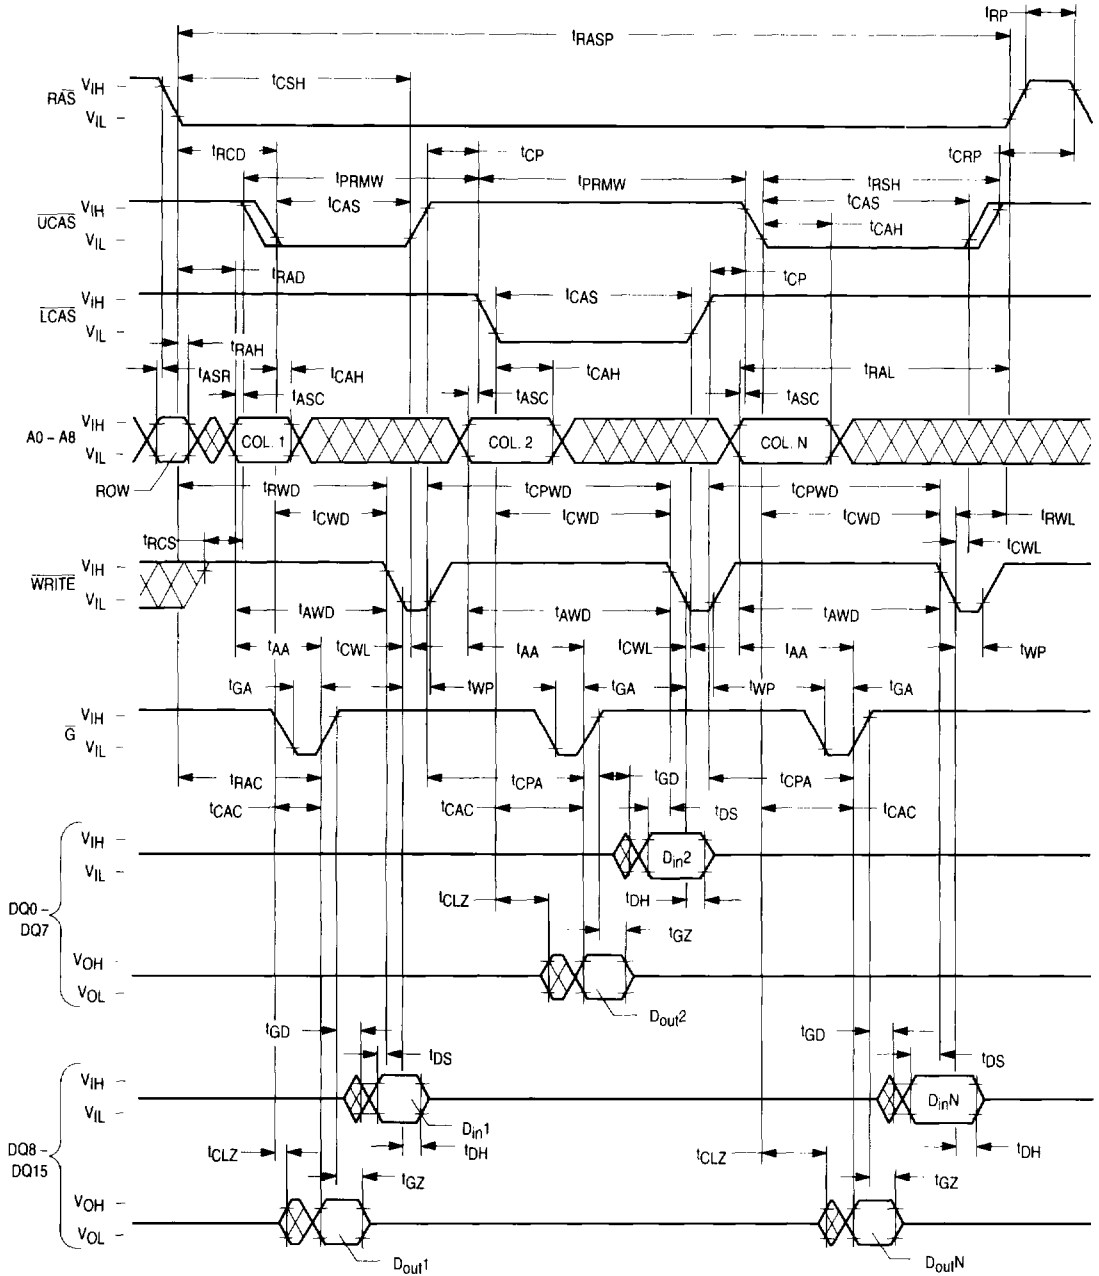 tRP
tRASP
tCSH
RAS VIH
VIL
tRCD tCP tCRP
tPRMW tPRMW tRSH
tCAS tCAS
UCAS VIH
VIL
tCAH
tRAD tCP
LCAS VIH
VIL
tCAS
tRAH
tASR tCAH tCAH tRAL
tASC tASC tASC
A0 – A8 VIH
VIL
COL. 1 COL. 2 COL. N
ROW
tRWD tCPWD tCPWD
tCWD tCWD tCWD tRWL
tRCS tCWL
WRITE VIH
VIL
tAWD tAWD tAWD
tAA tCWL tAA tCWL tAA tWP
tGA tWP tGA tWP tGA
G VIH
VIL
tRAC tCPA tGD tCPA
tCAC tCAC tDS tCAC
VIH
VIL
Din2
tCLZ tDH
DQ0 –
DQ7
tGZ
VOH
VOL
Dout2
tGD tGD
tDS tDS
VIH
VIL
DinN
Din1
DQ8 –
DQ15
tCLZ tDH tCLZ tDH
tGZ tGZ
VOH
VOL
Dout1 DoutN